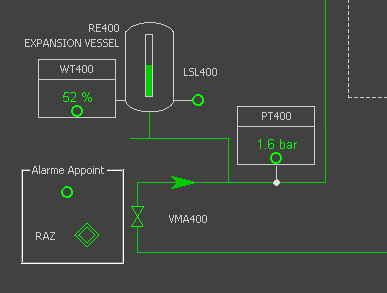 RE400
EXPANSION VESSEL
WT400
52 %
LSL400
PT400
1.6 bar
Alarme Appoint
RAZ
VMA400